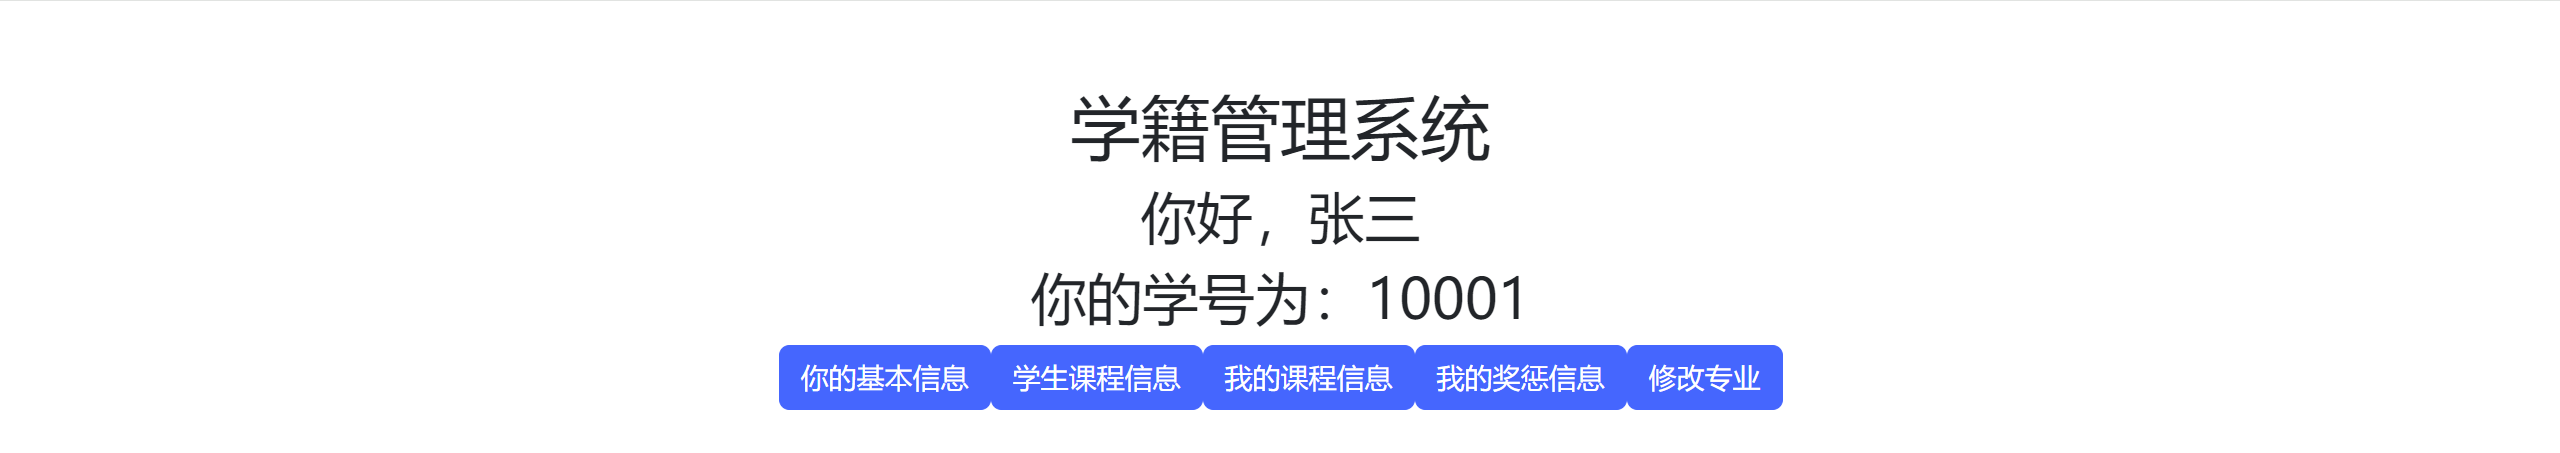 学籍管理系统
你好，张三
你的学号为：10001
你的基本信息 学生课程信息 我的课程信息 我的奖惩信息 修改专业